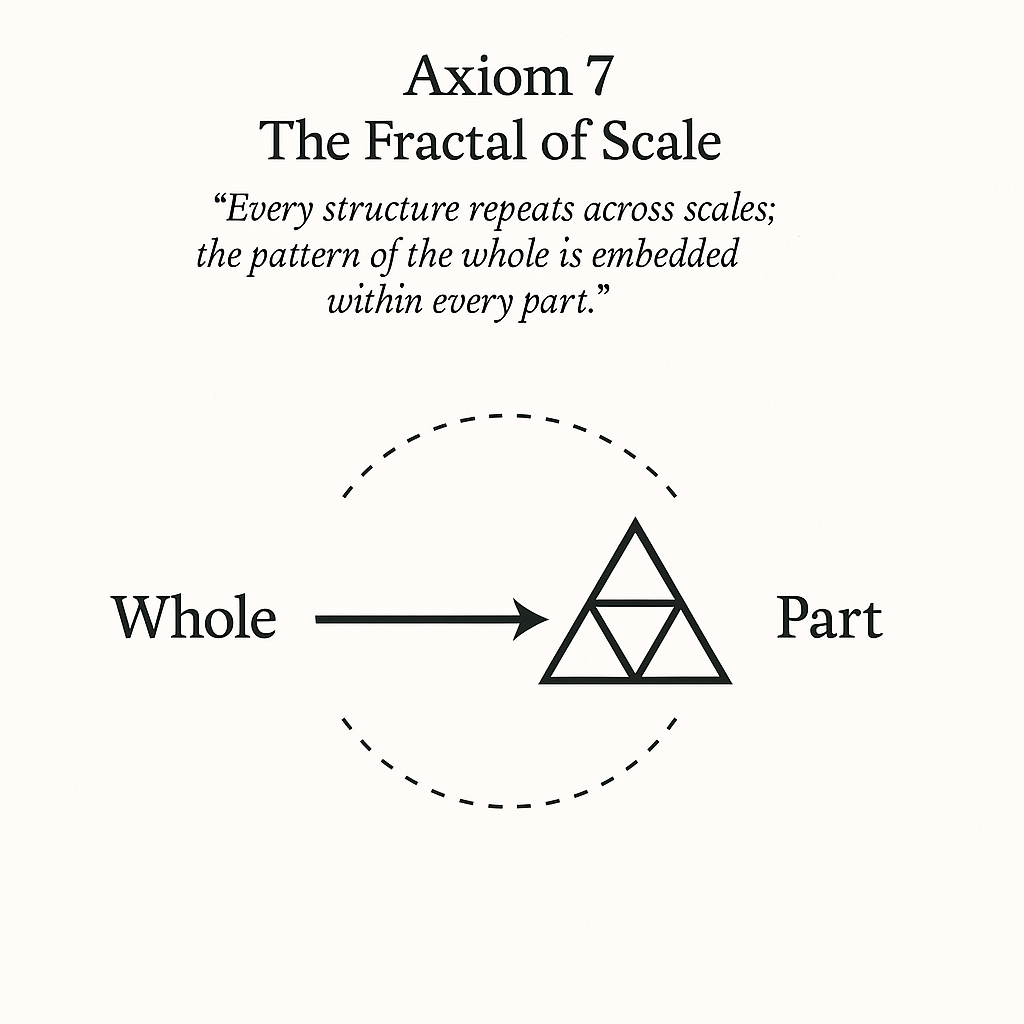 Axiom 7
The Fractal of Scale
“Every structure repeats across scales;
the pattern of the whole is embedded
within every part.”
Whole
Part